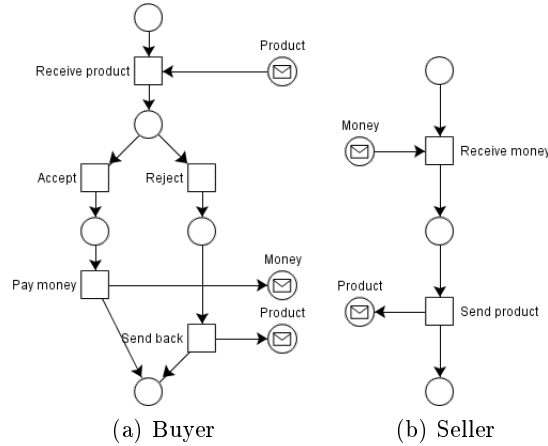 Product
Receive product
Accept
Reject
Pay money
Money
Send back
Product
(a) Buyer
Money
Receive money
Product
Send product
(b) Seller